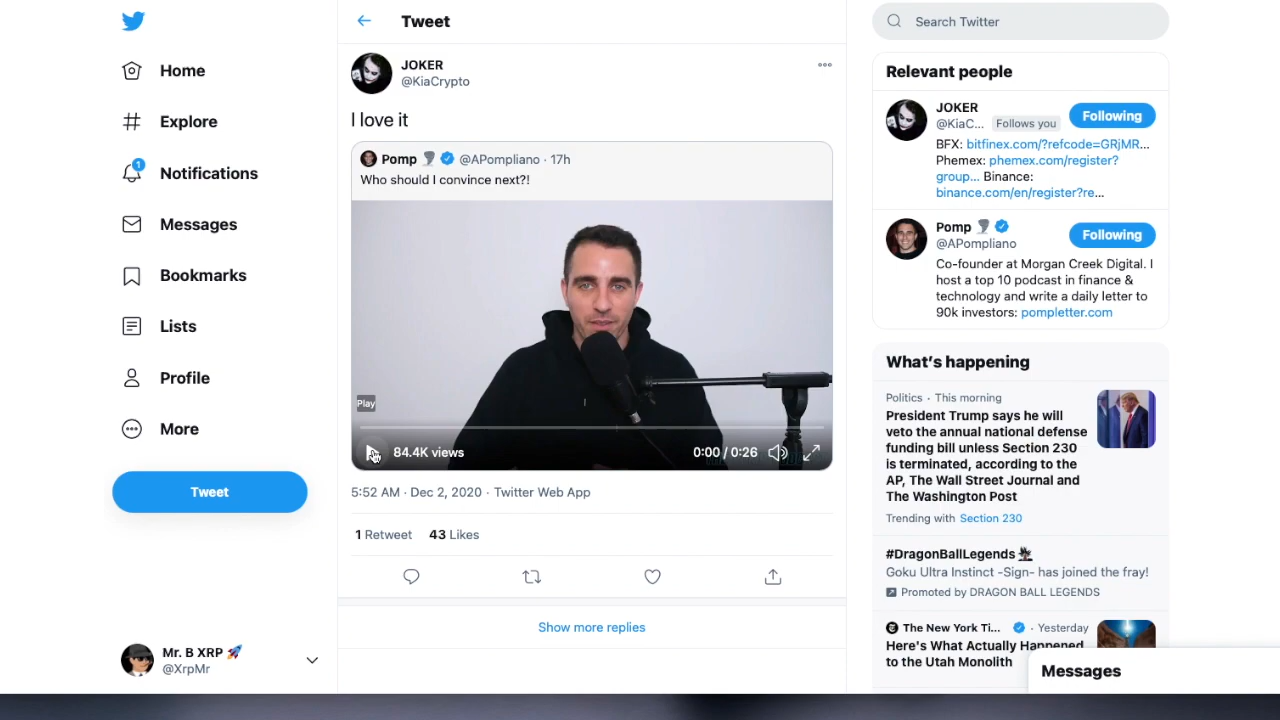 Home
Explore
1
Notifications
Messages
Bookmarks
Lists
Profile
More
Tweet
Mr. B XRP 🚀
@XrpMr
Tweet
JOKER
@KiaCrypto
I love it
Pomp 🌪 @APompliano · 17h
Who should I convince next?!
Play
84.4K views
0:00 / 0:26
5:52 AM · Dec 2, 2020 · Twitter Web App
1 Retweet 43 Likes
Show more replies
Search Twitter
Relevant people
JOKER
@KiaC... Follows you
Following
BFX: bitfinex.com/?refcode=GRjMR...
Phemex: phemex.com/register?
group... Binance:
binance.com/en/register?re...
Pomp 🌪
@APompliano
Following
Co-founder at Morgan Creek Digital. I
host a top 10 podcast in finance &
technology and write a daily letter to
90k investors: pompletter.com
What's happening
Politics · This morning
President Trump says he will
veto the annual national defense
funding bill unless Section 230
is terminated, according to the
AP, The Wall Street Journal and
The Washington Post
Trending with Section 230
#DragonBallLegends
Goku Ultra Instinct -Sign- has joined the fray!
Promoted by DRAGON BALL LEGENDS
The New York Ti... · Yesterday
Here's What Actually Happened
to the Utah Monolith
Messages